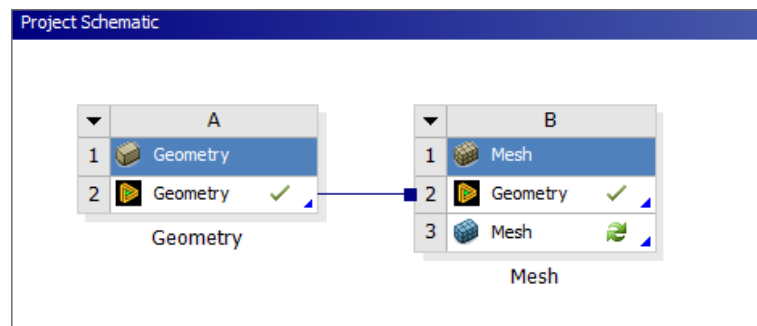 Project Schematic
A
1 Geometry
2 Geometry
Geometry
B
1 Mesh
2 Geometry
3 Mesh
Mesh